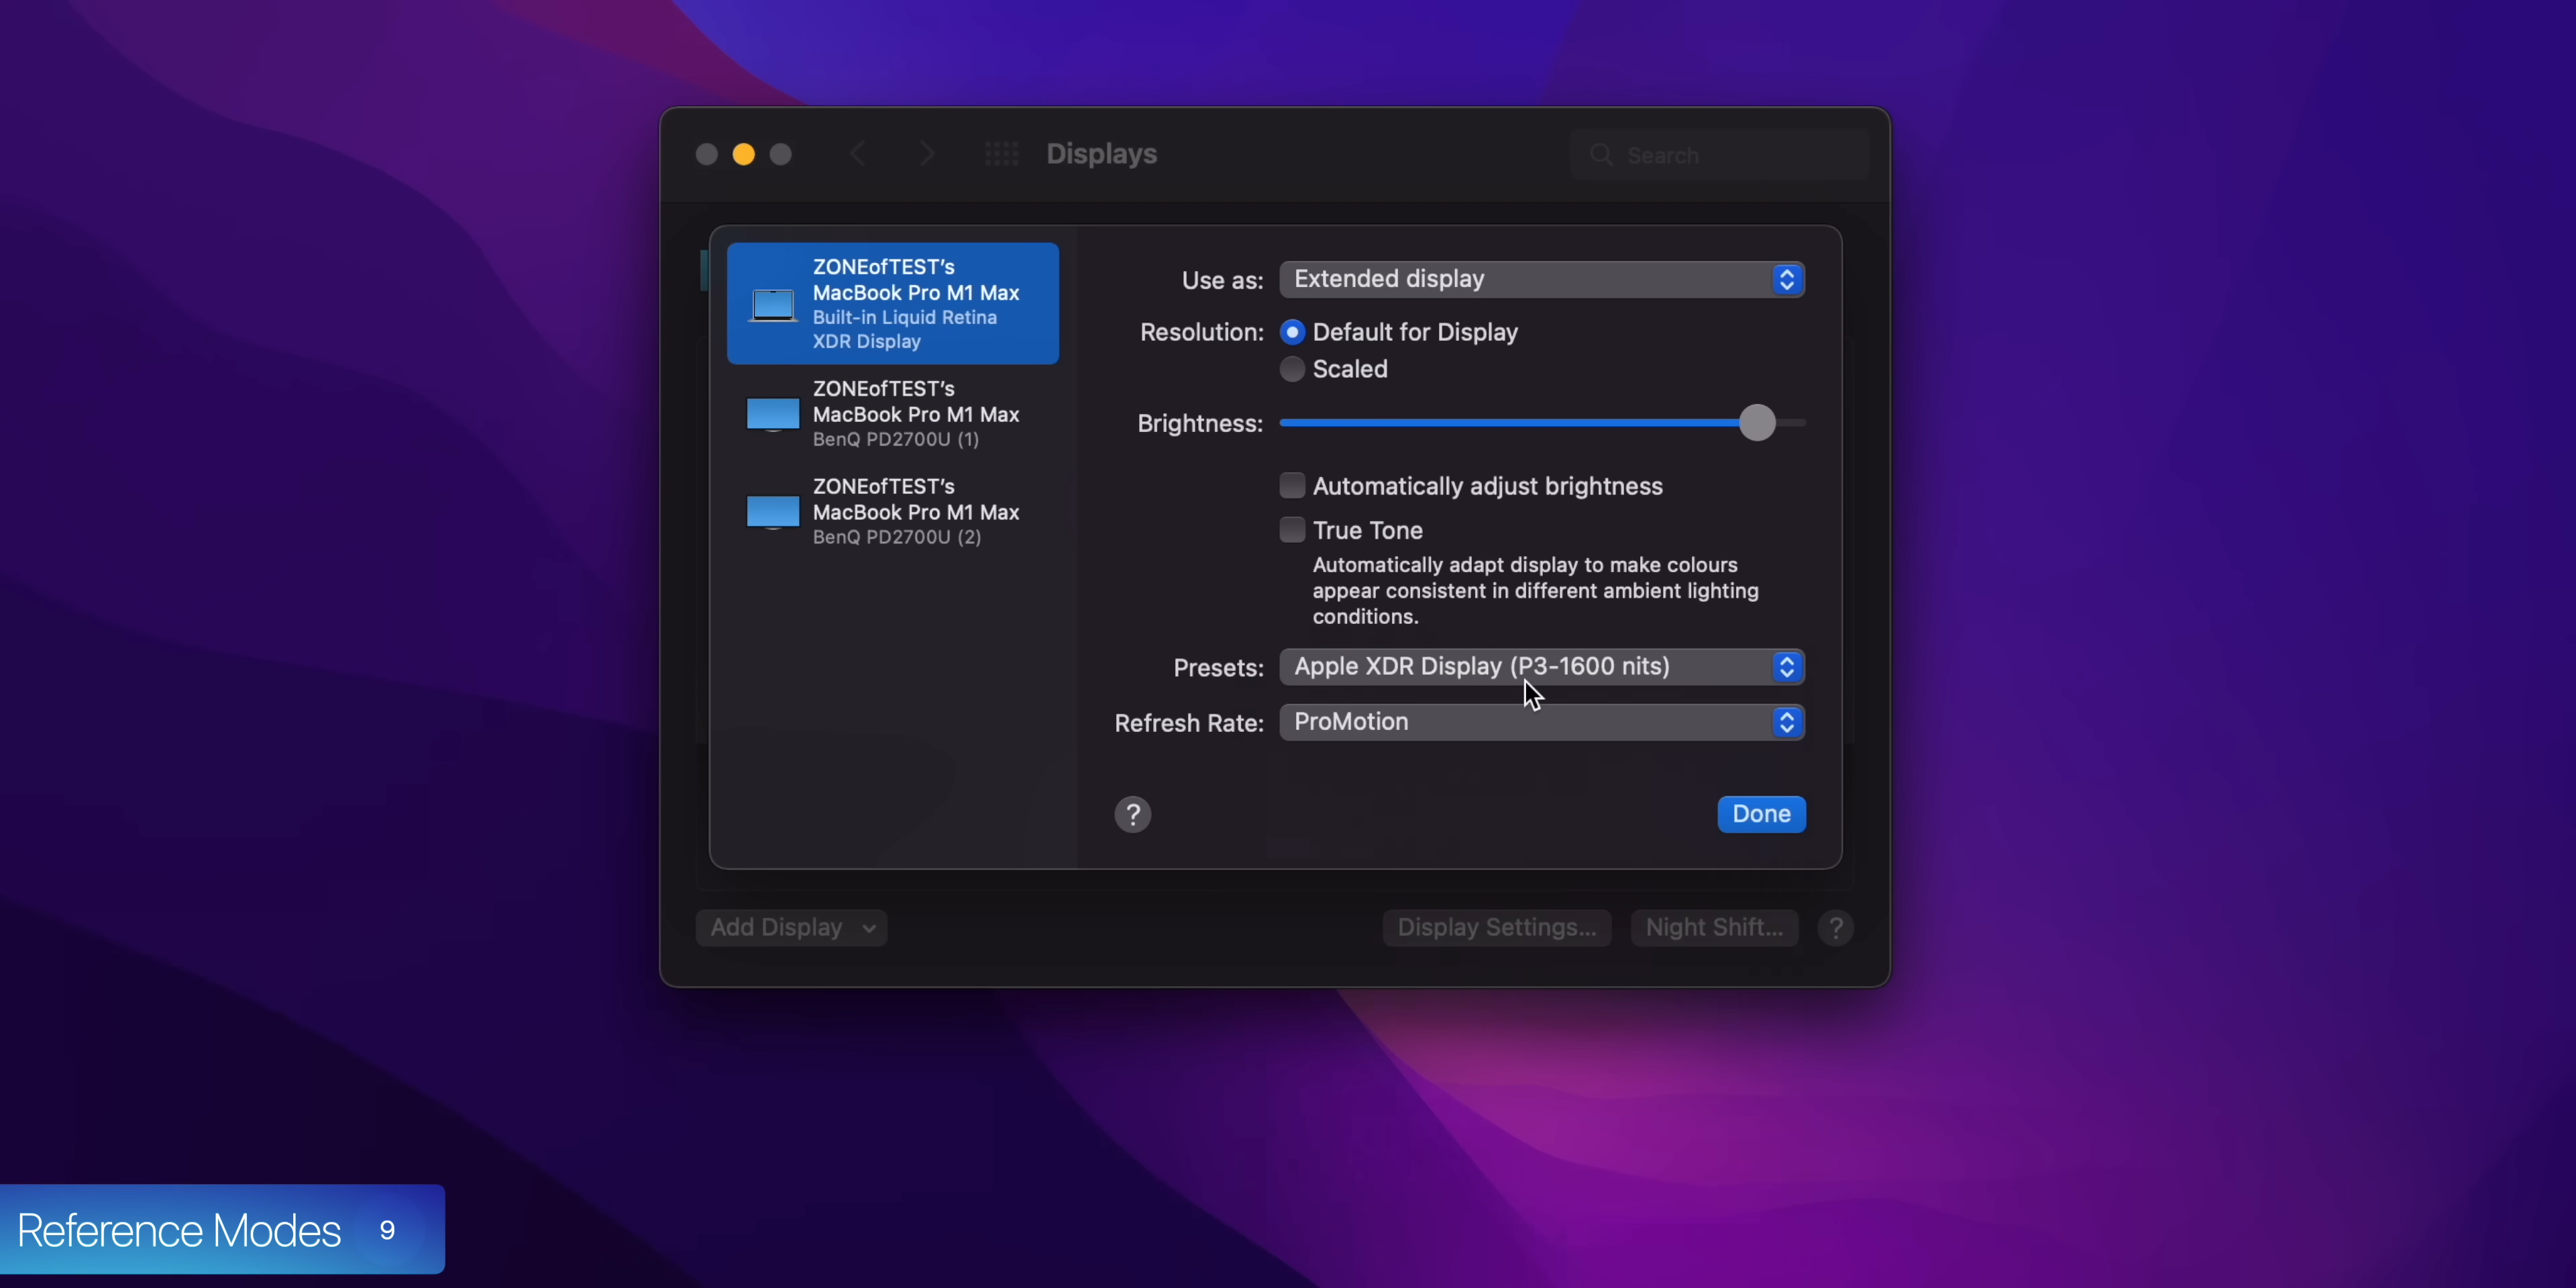 Displays
Search
ZONEofTEST's
MacBook Pro M1 Max
Built-in Liquid Retina
XDR Display
ZONEofTEST's
MacBook Pro M1 Max
BenQ PD2700U (1)
ZONEofTEST's
MacBook Pro M1 Max
BenQ PD2700U (2)
Use as: Extended display
Resolution: Default for Display
Scaled
Brightness:
Automatically adjust brightness
True Tone
Automatically adapt display to make colours
appear consistent in different ambient lighting
conditions.
Presets: Apple XDR Display (P3-1600 nits)
Refresh Rate: ProMotion
? Done
Add Display Display Settings... Night Shift... ?
Reference Modes 9